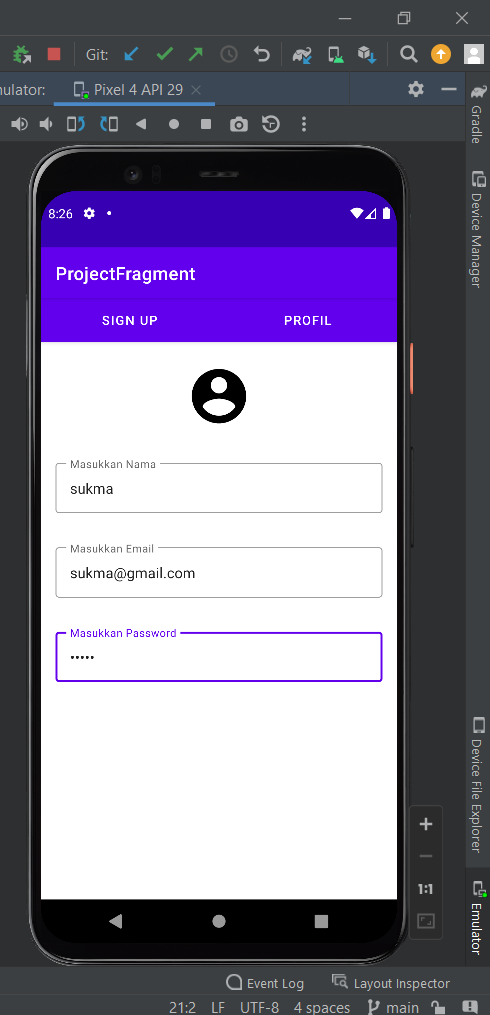 Git:
ulator:
Pixel 4 API 29
Gradle
Device Manager
8:26
ProjectFragment
SIGN UP
PROFIL
Masukkan Nama
sukma
Masukkan Email
sukma@gmail.com
Masukkan Password
•••••
Device File Explorer
1:1
Emulator
Event Log
Layout Inspector
21:2 LF UTF-8 4 spaces main